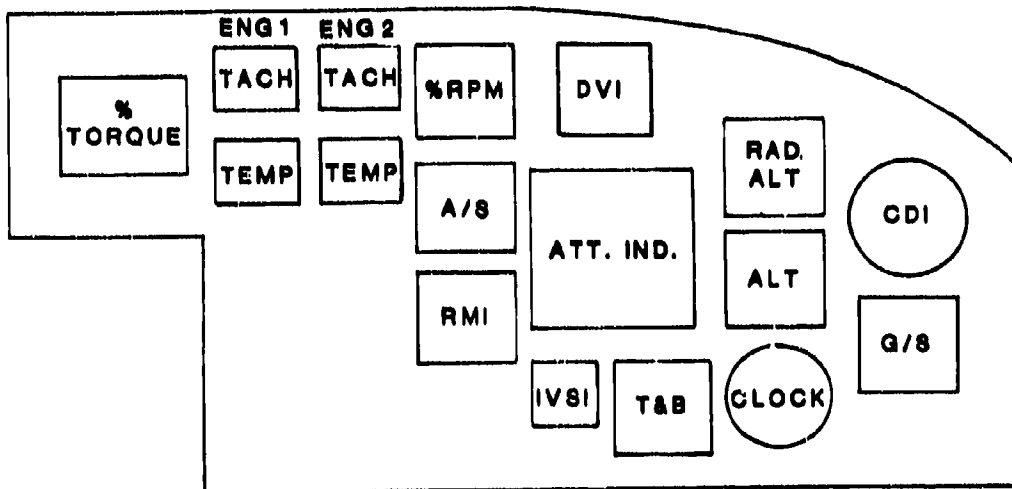 ENG 1 ENG 2
% TORQUE
TACH
TACH
%RPM
DVI
TEMP
TEMP
A/S
ATT. IND.
RAD.
ALT
CDI
RMI
ALT
G/S
IVSI
T&B
CLOCK